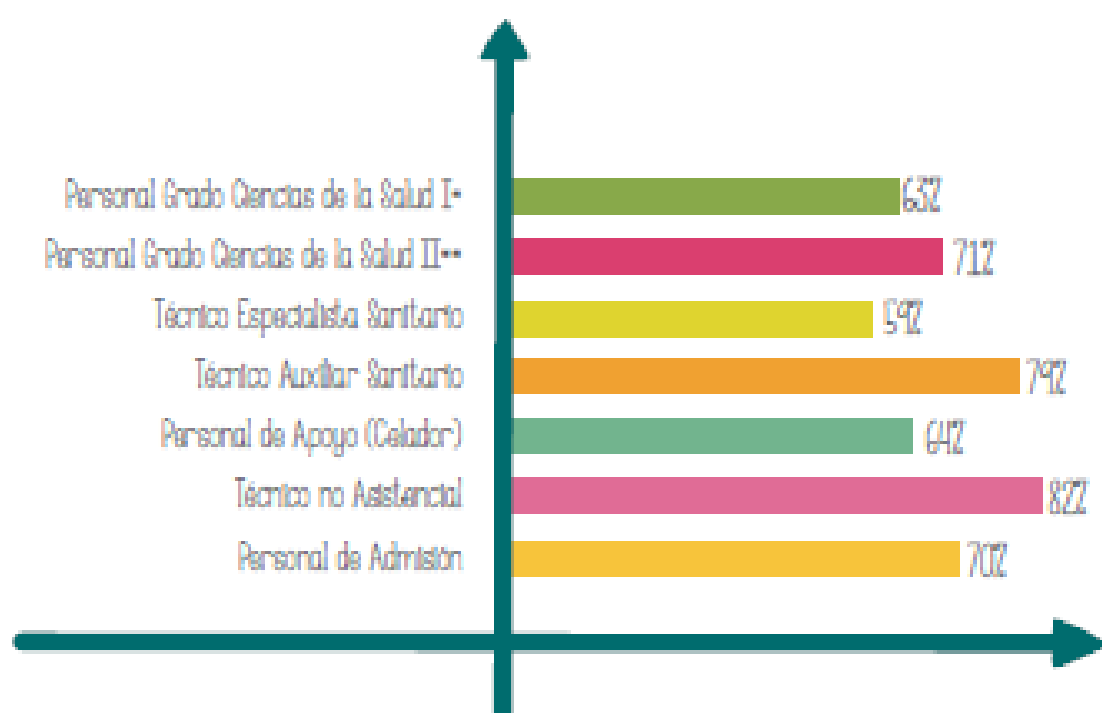 Personal Grado Ciencias de la Salud I* 63%
Personal Grado Ciencias de la Salud II** 71%
Técnico Especialista Sanitario 59%
Técnico Auxiliar Sanitario 79%
Personal de Apoyo (Celador) 64%
Técnico no Asistencial 82%
Personal de Admisión 70%